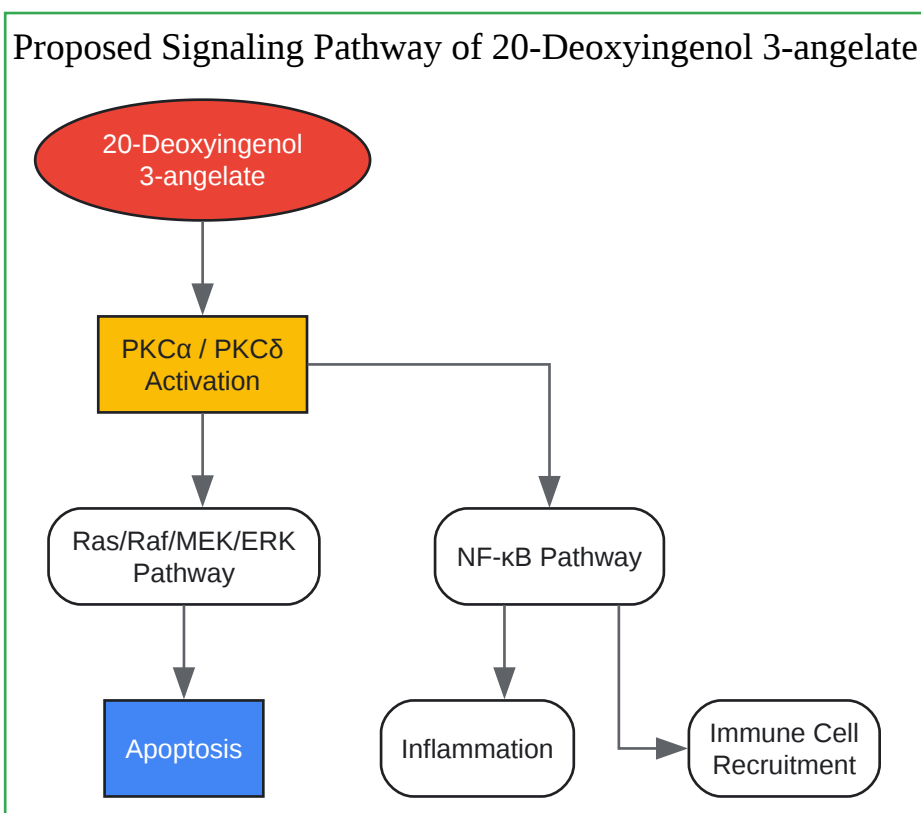 Proposed Signaling Pathway of 20-Deoxyingenol 3-angelate
20-Deoxyingenol
3-angelate
PKCα / PKCδ
Activation
Ras/Raf/MEK/ERK
Pathway
NF-κB Pathway
Apoptosis
Inflammation
Immune Cell
Recruitment